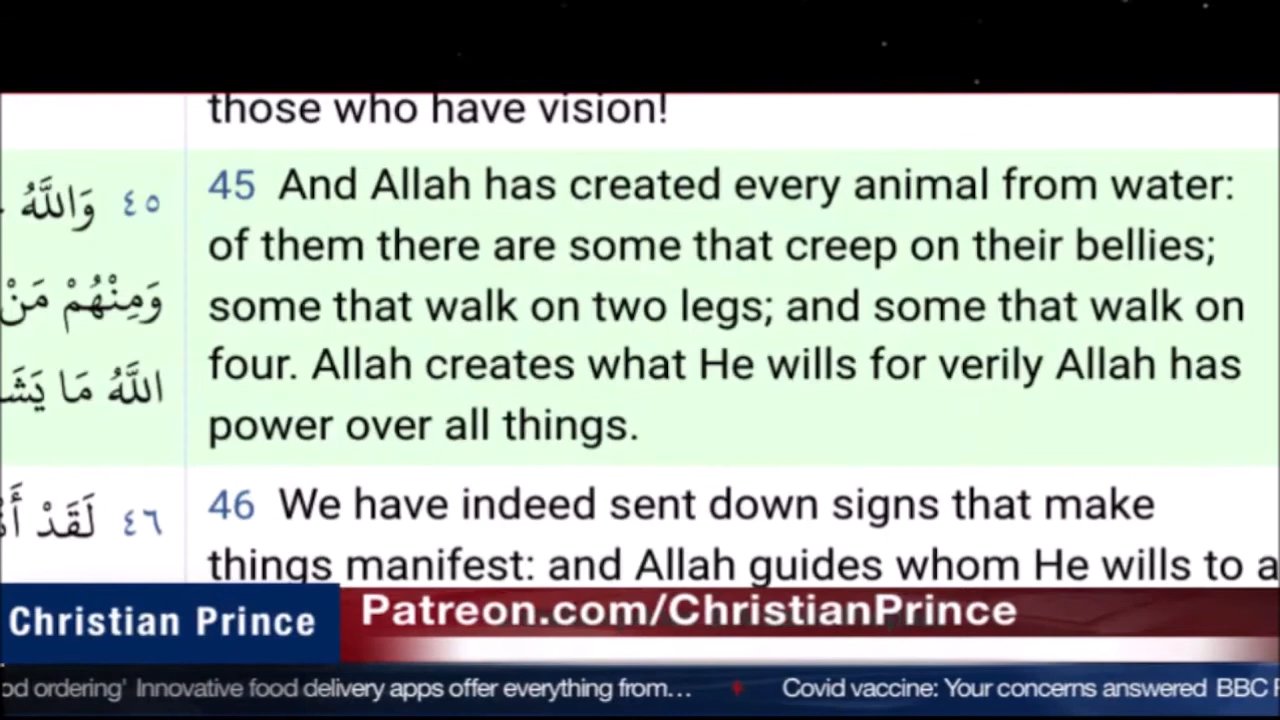 those who have vision!
٤٥ وَاللَّهُ
45 And Allah has created every animal from water:
of them there are some that creep on their bellies;
وَمِنْهُمْ مَنْ
some that walk on two legs; and some that walk on
four. Allah creates what He wills for verily Allah has
اللَّهُ مَا
power over all things.
٤٦ لَقَدْ
46 We have indeed sent down signs that make
things manifest: and Allah guides whom He wills to a
Christian Prince
Patreon.com/ChristianPrince
od ordering' Innovative food delivery apps offer everything from... Covid vaccine: Your concerns answered BBC